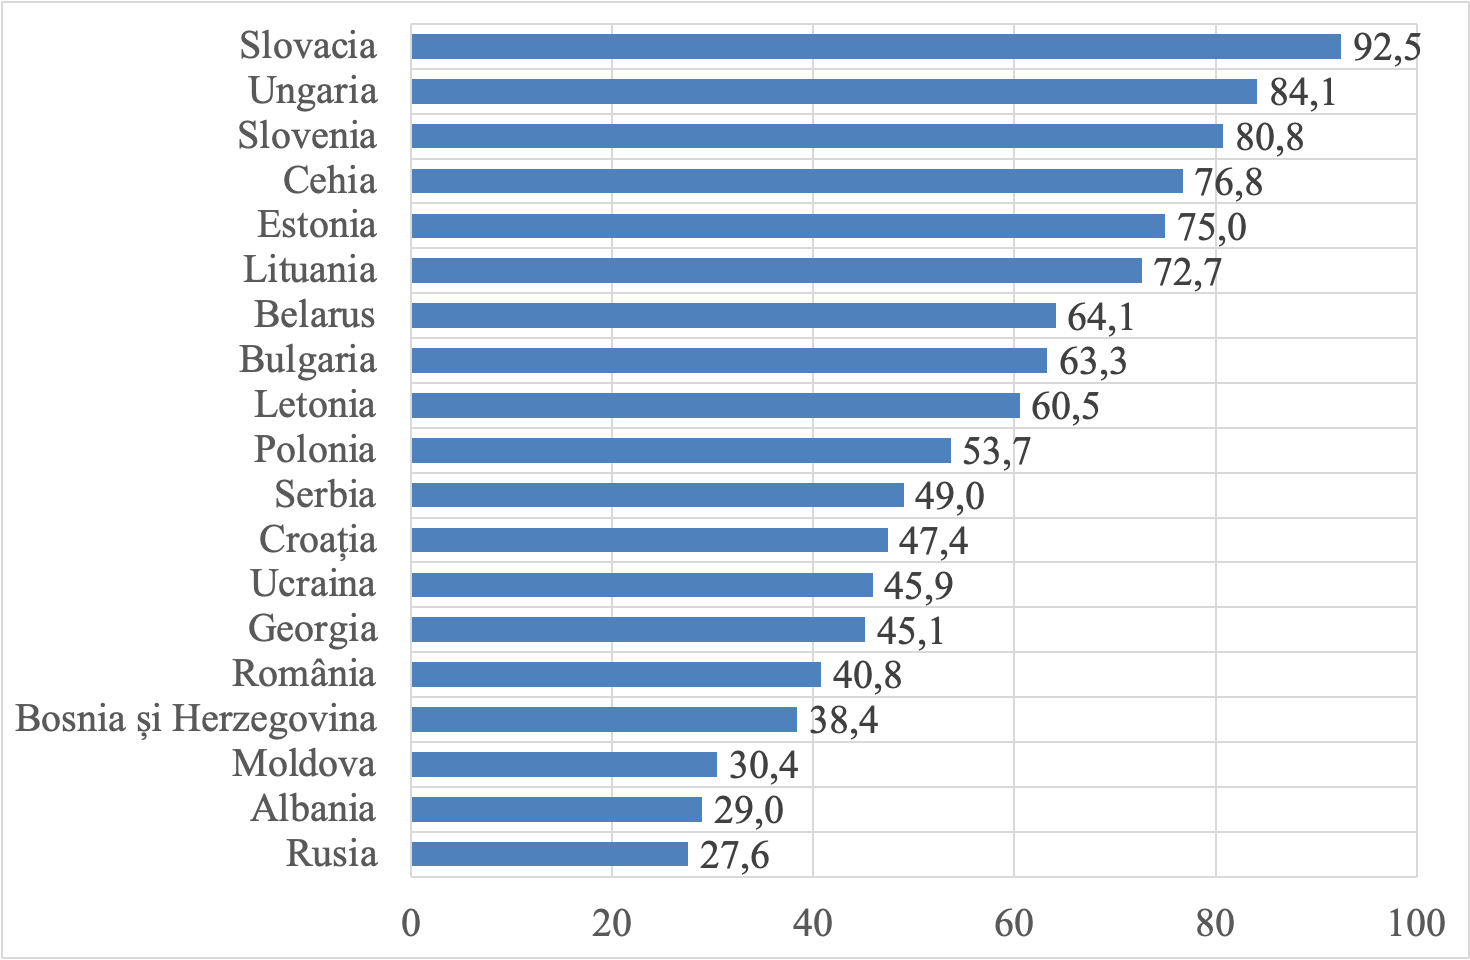 Slovacia 92,5
Ungaria 84,1
Slovenia 80,8
Cehia 76,8
Estonia 75,0
Lituania 72,7
Belarus 64,1
Bulgaria 63,3
Letonia 60,5
Polonia 53,7
Serbia 49,0
Croația 47,4
Ucraina 45,9
Georgia 45,1
România 40,8
Bosnia și Herzegovina 38,4
Moldova 30,4
Albania 29,0
Rusia 27,6
0 20 40 60 80 100